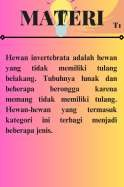 MATERI
Hewan invertebrata adalah hewan
yang tidak memiliki tulang
belakang. Tubuhnya lunak dan
beberapa berongga karena
memang tidak memiliki tulang.
Hewan-hewan yang termasuk
kategori ini terbagi menjadi
beberapa jenis.